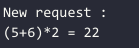 New request :
(5+6)*2 = 22